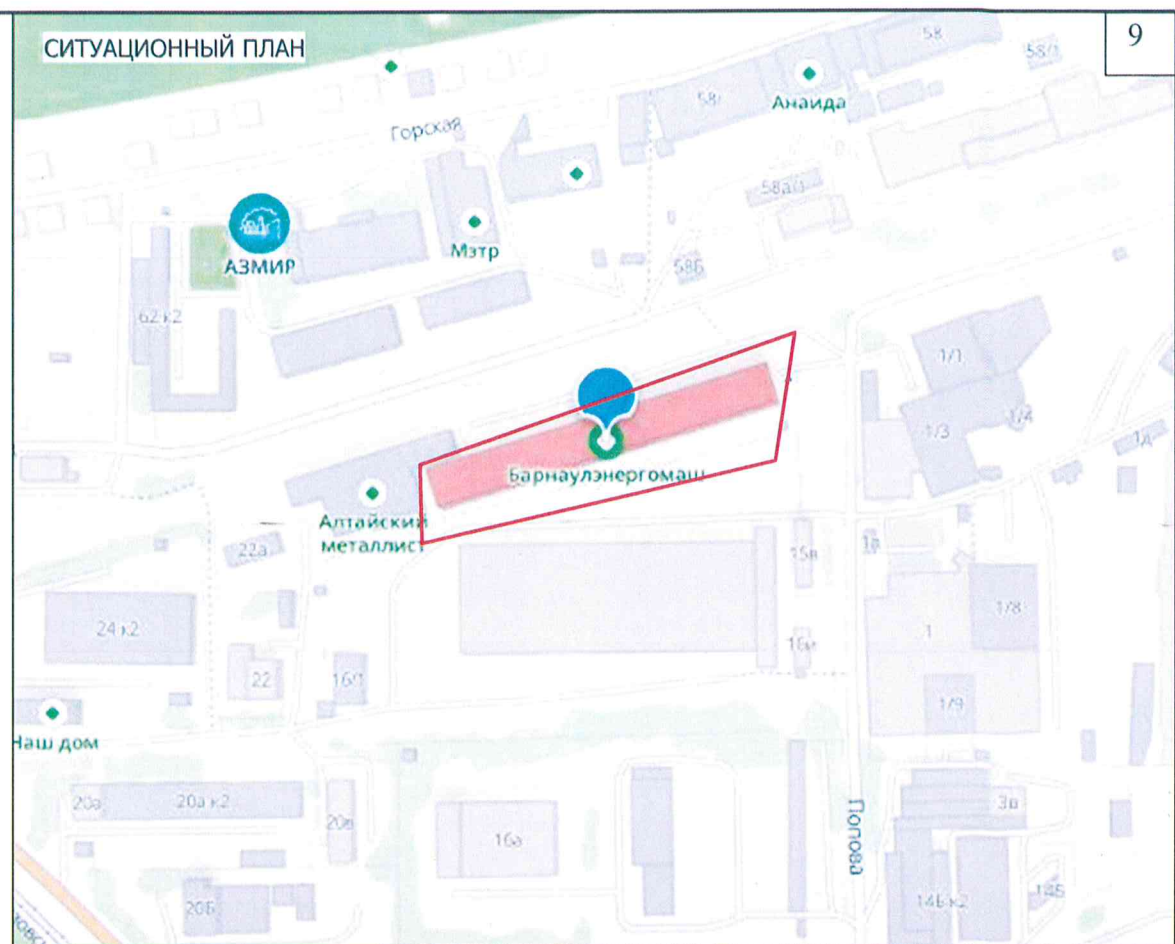 СИТУАЦИОННЫЙ ПЛАН
9
58
58/1
58г
Анаида
Горская
58а/1
Мэтр
АЗМИР
58Б
62 к2
1/1
1/3
1/4
1д
Барнаулэнергомаш
Алтайский
металлист
22а
15в
1в
24 к2
1/8
1
16м
22
16/1
1/9
Наш дом
20а
20а к2
20в
16а
Попова
3в
20Б
14Б к2
14Б